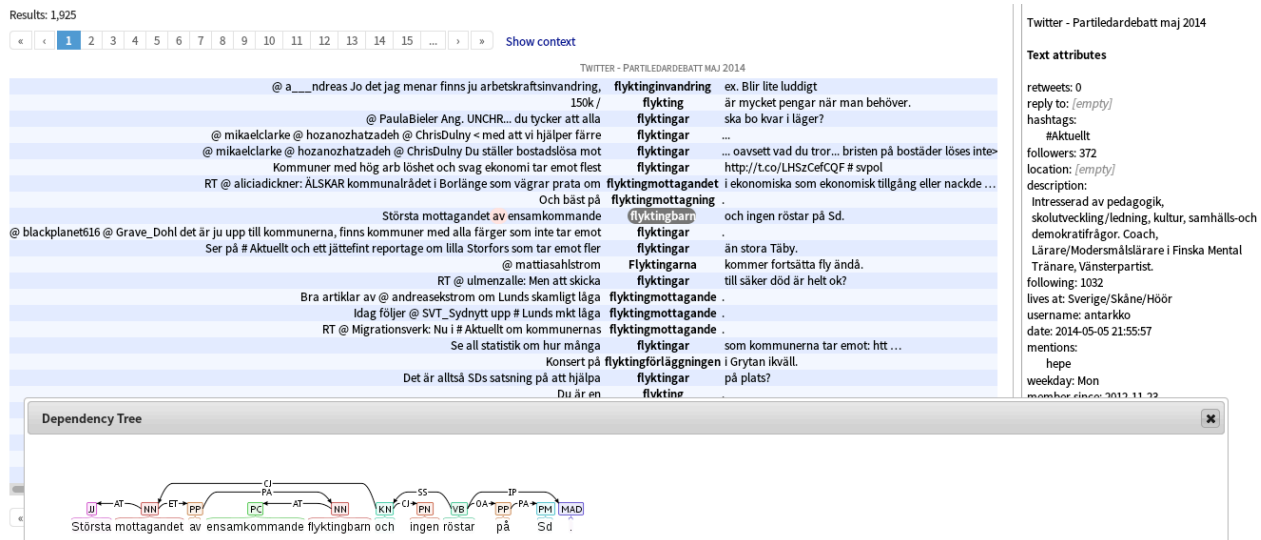 Results: 1,925
« ‹ 1 2 3 4 5 6 7 8 9 10 11 12 13 14 15 ... › » Show context
TWITTER - PARTILEDARDEBATT MAJ 2014
@ a___ndreas Jo det jag menar finns ju arbetskraftsinvandring, flyktinginvandring ex. Blir lite luddigt
150k / flykting är mycket pengar när man behöver.
@ PaulaBieler Ang. UNCHR... du tycker att alla flyktingar ska bo kvar i läger?
@ mikaelclarke @ hozanozhatzadeh @ ChrisDulny < med att vi hjälper färre flyktingar ...
@ mikaelclarke @ hozanozhatzadeh @ ChrisDulny Du ställer bostadslösa mot flyktingar ... oavsett vad du tror... bristen på bostäder löses inte>
Kommuner med hög arb löshet och svag ekonomi tar emot flest flyktingar http://t.co/LHSzCefCQF # svpol
RT @ aliciadickner: ÄLSKAR kommunalrådet i Borlänge som vägrar prata om flyktingmottagandet i ekonomiska som ekonomisk tillgång eller nackde ...
Och bäst på flyktingmottagning .
Största mottagandet av ensamkommande flyktingbarn och ingen röstar på Sd.
@ blackplanet616 @ Grave_Dohl det är ju upp till kommunerna, finns kommuner med alla färger som inte tar emot flyktingar .
Ser på # Aktuellt och ett jättefint reportage om lilla Storfors som tar emot fler flyktingar än stora Täby.
@ mattiasahlstrom Flyktingarna kommer fortsätta fly ändå.
RT @ ulmenzalle: Men att skicka flyktingar till säker död är helt ok?
Bra artiklar av @ andreasekstrom om Lunds skamligt låga flyktingmottagande .
Idag följer @ SVT_Sydnytt upp # Lunds mkt låga flyktingmottagande .
RT @ Migrationsverk: Nu i # Aktuellt om kommunernas flyktingmottagande .
Se all statistik om hur många flyktingar som kommunerna tar emot: htt ...
Konsert på flyktingförläggningen i Grytan ikväll.
Det är alltså SDs satsning på att hjälpa flyktingar på plats?
Du är en flykting .
Dependency Tree
CJ
PA SS IP
AT ET AT CJ OA PA
JJ NN PP PC NN KN PN VB PP PM MAD
Största mottagandet av ensamkommande flyktingbarn och ingen röstar på Sd .
Twitter - Partiledardebatt maj 2014
Text attributes
retweets: 0
reply to: [empty]
hashtags:
#Aktuellt
followers: 372
location: [empty]
description:
Intresserad av pedagogik,
skolutveckling/ledning, kultur, samhälls-och
demokratifrågor. Coach,
Lärare/Modersmålslärare i Finska Mental
Tränare, Vänsterpartist.
following: 1032
lives at: Sverige/Skåne/Höör
username: antarkko
date: 2014-05-05 21:55:57
mentions:
hepe
weekday: Mon
member since: 2012-11-23